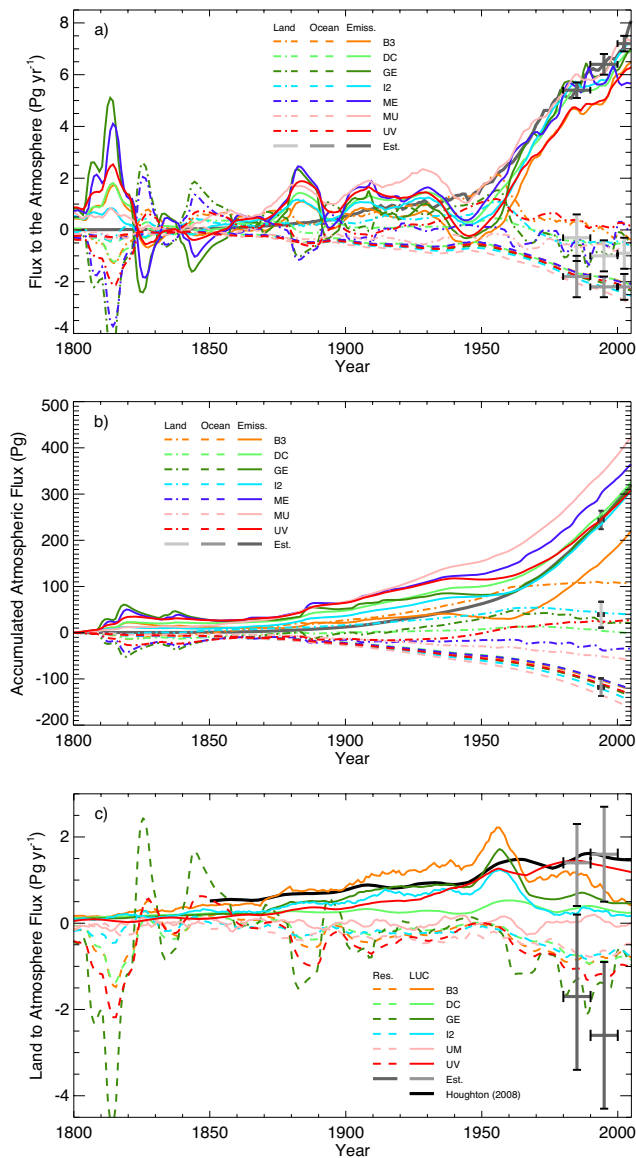 a)
Land Ocean Emiss.
B3
DC
GE
I2
ME
MU
UV
Est.
Flux to the Atmosphere (Pg yr-1)
8
6
4
2
0
-2
-4
1800 1850 1900 1950 2000
Year
b)
Land Ocean Emiss.
B3
DC
GE
I2
ME
MU
UV
Est.
Accumulated Atmospheric Flux (Pg)
500
400
300
200
100
0
-100
-200
1800 1850 1900 1950 2000
Year
c)
Res. LUC
B3
DC
GE
I2
UM
UV
Est.
Houghton (2008)
Land to Atmosphere Flux (Pg yr-1)
2
0
-2
-4
1800 1850 1900 1950 2000
Year